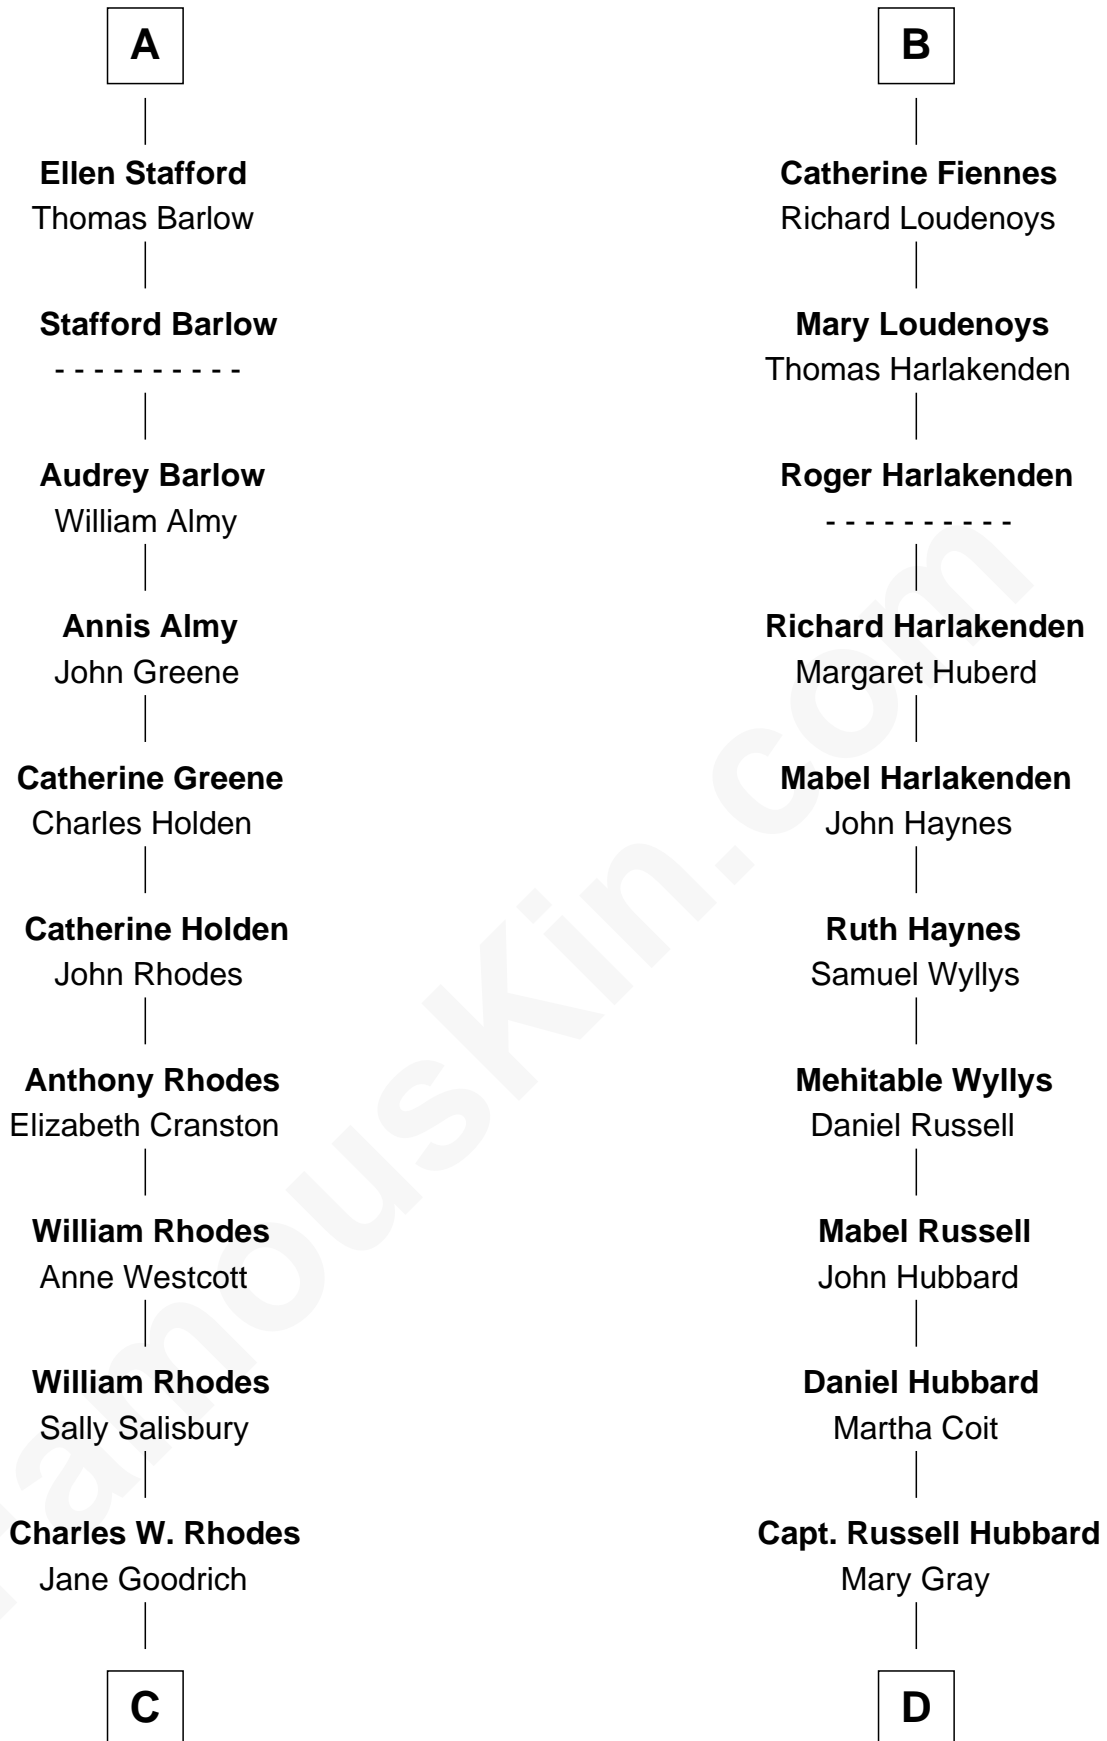 A
Ellen Stafford
Thomas Barlow
Stafford Barlow
- - - - - - - - - -
Audrey Barlow
William Almy
Annis Almy
John Greene
Catherine Greene
Charles Holden
Catherine Holden
John Rhodes
Anthony Rhodes
Elizabeth Cranston
William Rhodes
Anne Westcott
William Rhodes
Sally Salisbury
Charles W. Rhodes
Jane Goodrich
C
B
Catherine Fiennes
Richard Loudenoys
Mary Loudenoys
Thomas Harlakenden
Roger Harlakenden
- - - - - - - - - -
Richard Harlakenden
Margaret Huberd
Mabel Harlakenden
John Haynes
Ruth Haynes
Samuel Wyllys
Mehitable Wyllys
Daniel Russell
Mabel Russell
John Hubbard
Daniel Hubbard
Martha Coit
Capt. Russell Hubbard
Mary Gray
D
FamousKin.com